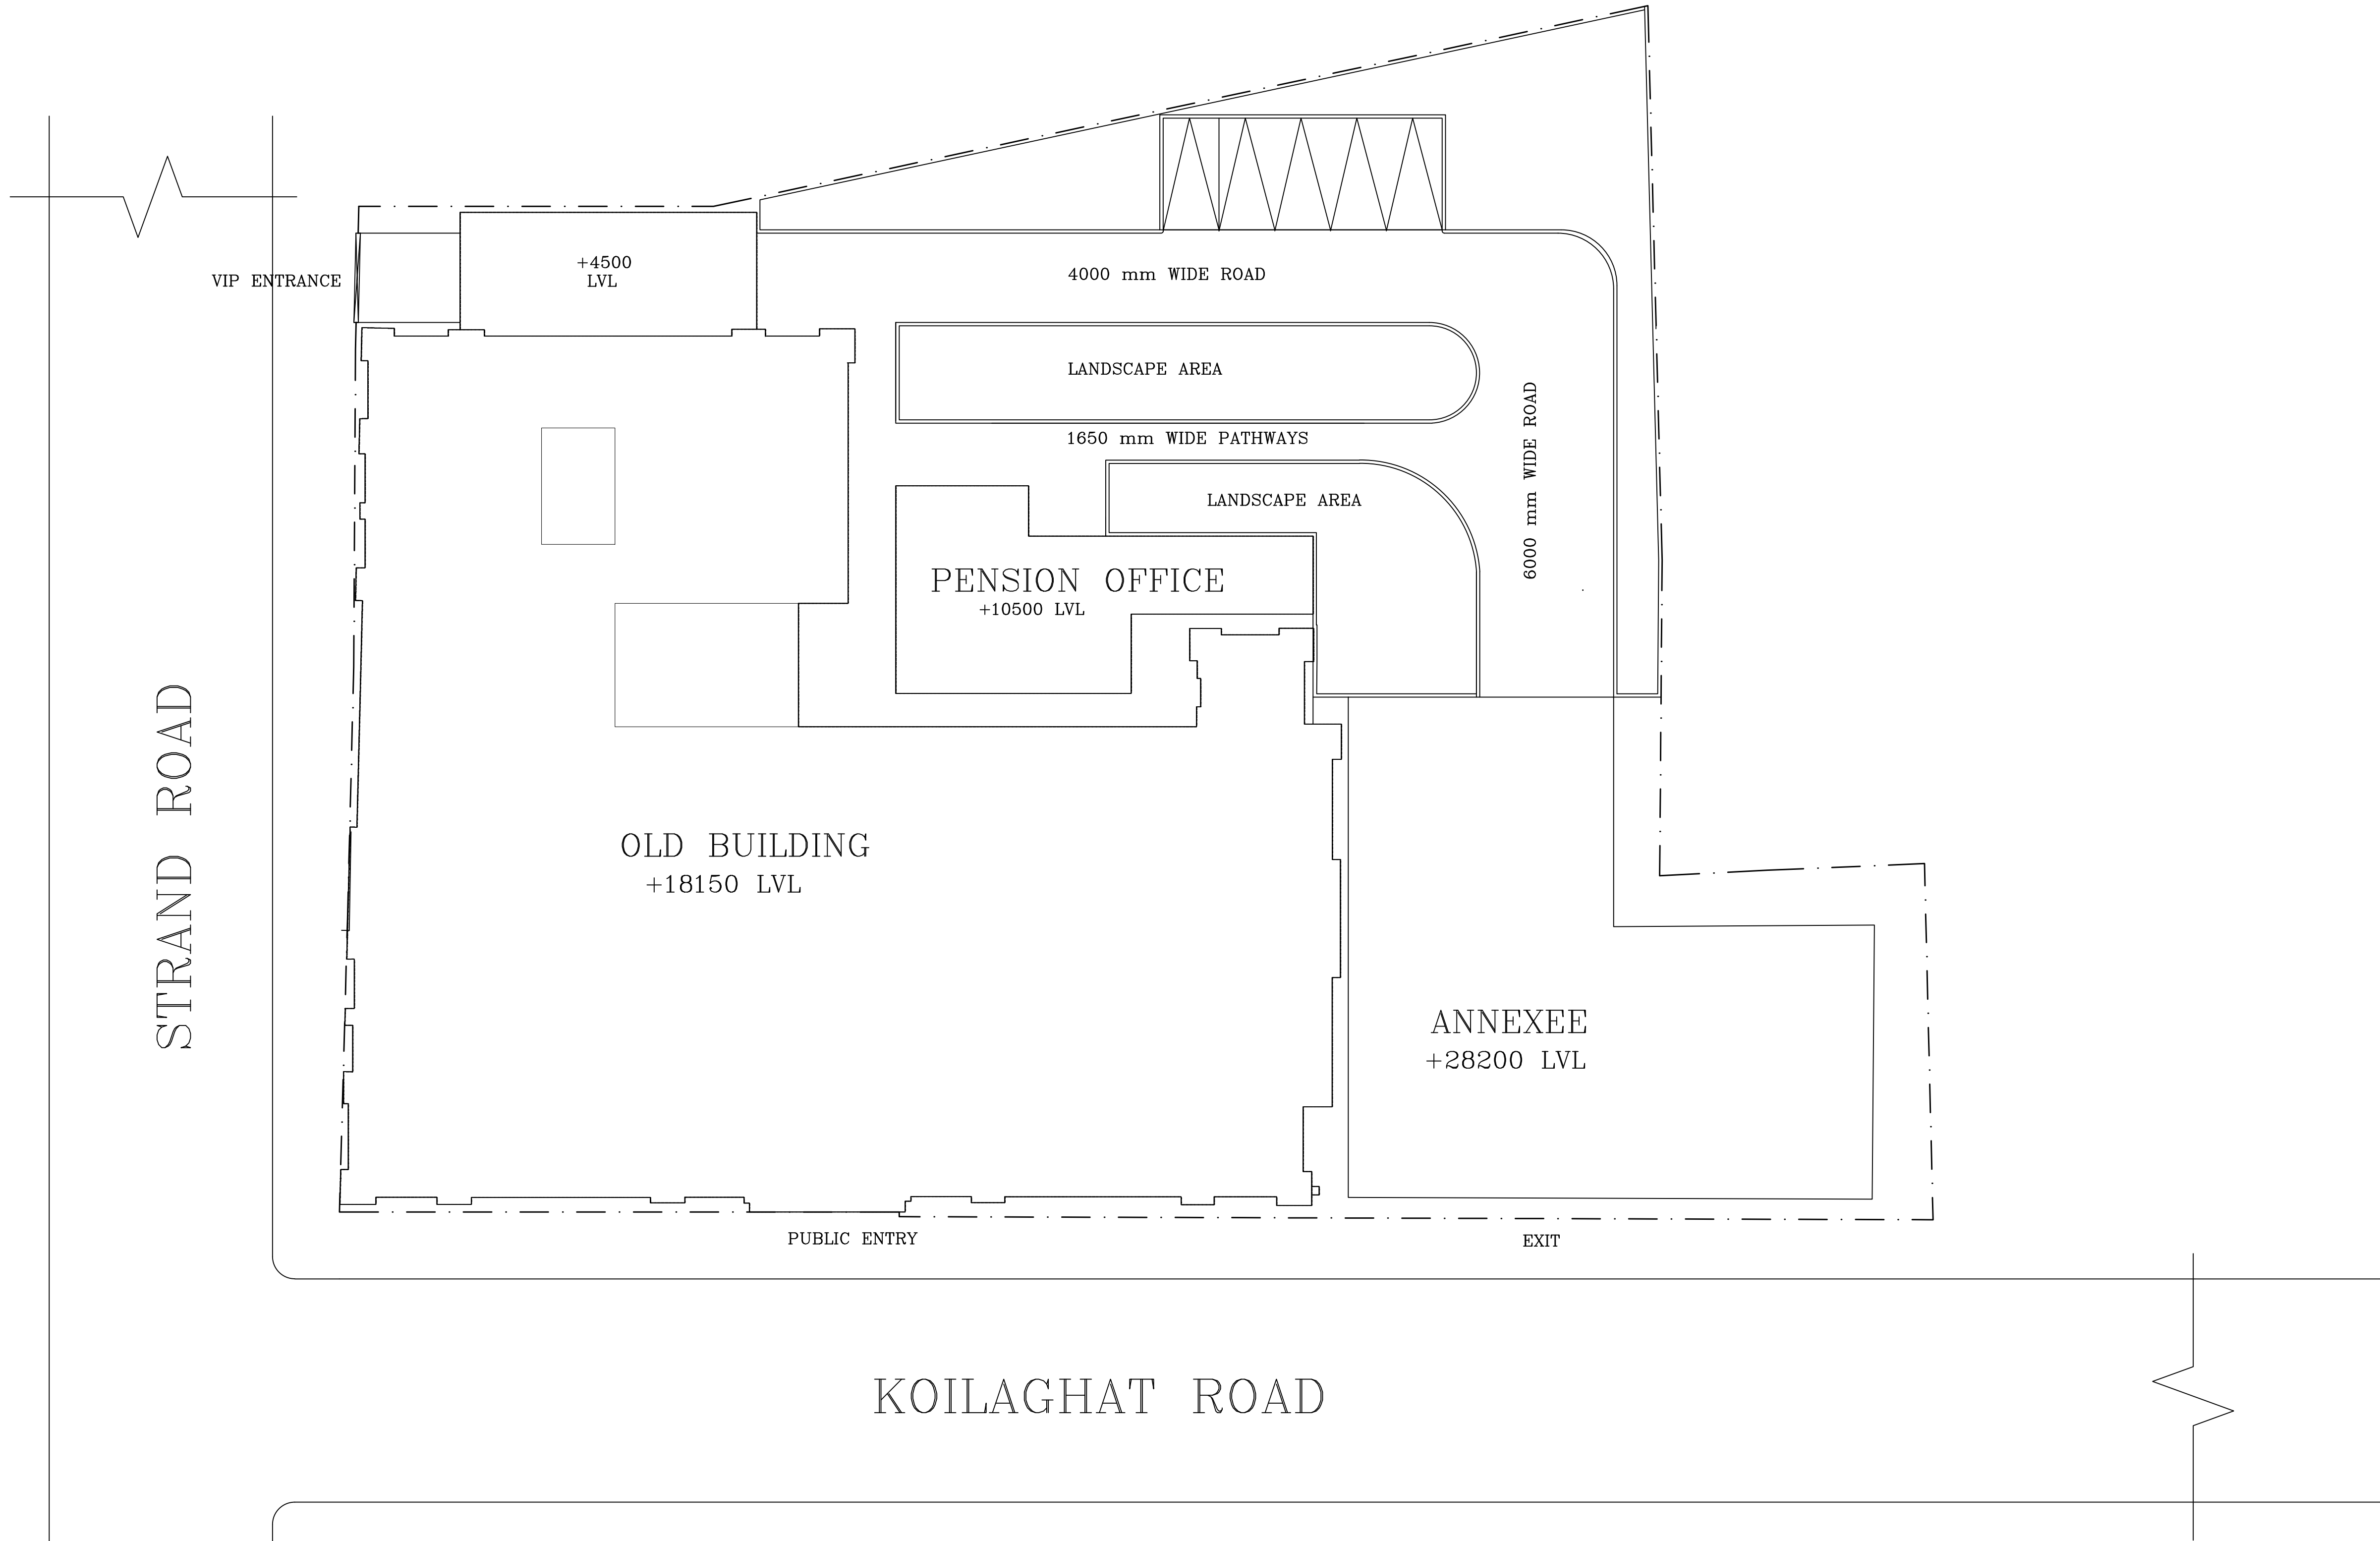 +4500
LVL
VIP ENTRANCE
4000 mm WIDE ROAD
LANDSCAPE AREA
1650 mm WIDE PATHWAYS
6000 mm WIDE ROAD
LANDSCAPE AREA
PENSION OFFICE
+10500 LVL
STRAND ROAD
OLD BUILDING
+18150 LVL
ANNEXEE
+28200 LVL
PUBLIC ENTRY
EXIT
KOILAGHAT ROAD